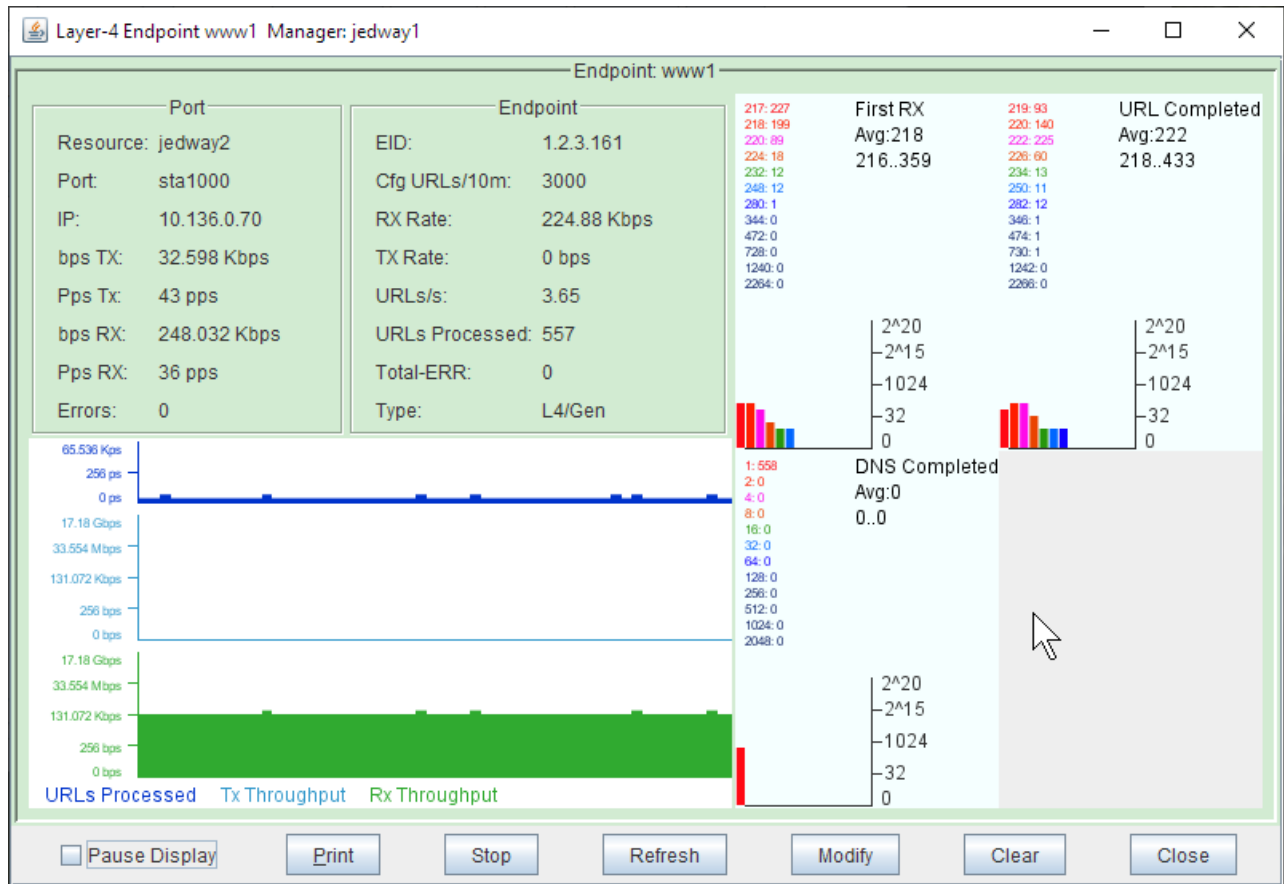 Layer-4 Endpoint www1 Manager: jedway1
Endpoint: www1
Port
Resource: jedway2
Port: sta1000
IP: 10.136.0.70
bps TX: 32.598 Kbps
Pps Tx: 43 pps
bps RX: 248.032 Kbps
Pps RX: 36 pps
Errors: 0
Endpoint
EID: 1.2.3.161
Cfg URLs/10m: 3000
RX Rate: 224.88 Kbps
TX Rate: 0 bps
URLs/s: 3.65
URLs Processed: 557
Total-ERR: 0
Type: L4/Gen
217: 227
218: 199
220: 89
224: 18
232: 12
248: 12
280: 1
344: 0
472: 0
728: 0
1240: 0
2264: 0
First RX
Avg:218
216..359
2^20
2^15
1024
32
0
219: 93
220: 140
222: 225
226: 60
234: 13
250: 11
282: 12
346: 1
474: 1
730: 1
1242: 0
2266: 0
URL Completed
Avg:222
218..433
2^20
2^15
1024
32
0
65.536 Kps
256 ps
0 ps
17.18 Gbps
33.554 Mbps
131.072 Kbps
256 bps
0 bps
17.18 Gbps
33.554 Mbps
131.072 Kbps
256 bps
0 bps
URLs Processed Tx Throughput Rx Throughput
1: 558
2: 0
4: 0
8: 0
16: 0
32: 0
64: 0
128: 0
256: 0
512: 0
1024: 0
2048: 0
DNS Completed
Avg:0
0..0
2^20
2^15
1024
32
0
Pause Display Print Stop Refresh Modify Clear Close